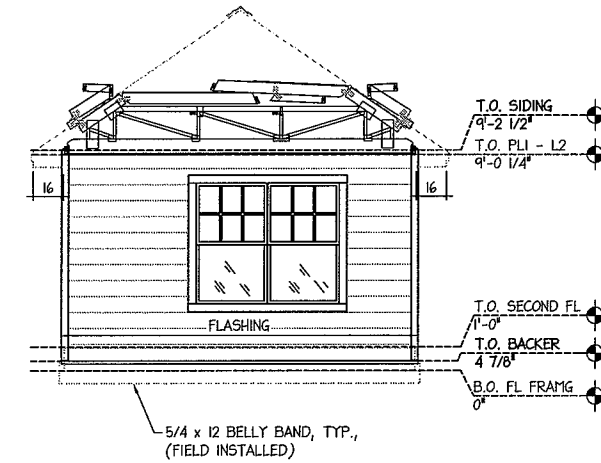 T.O. SIDING
9'-2 1/2"
T.O. PL1 - L2
9'-0 1/4"
16
16
FLASHING
T.O. SECOND FL
1'-0"
T.O. BACKER
4 7/8"
B.O. FL FRAMG
0"
5/4 x 12 BELLY BAND, TYP.,
(FIELD INSTALLED)